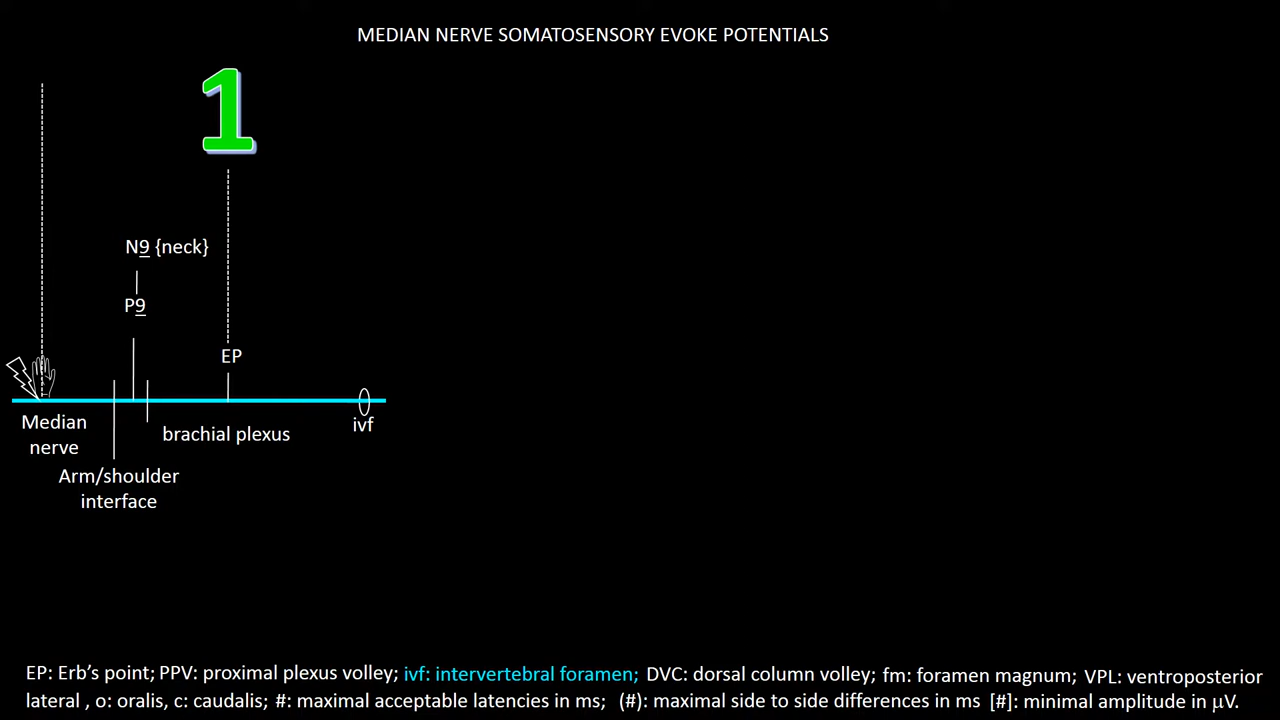 MEDIAN NERVE SOMATOSENSORY EVOKE POTENTIALS
1
N9 {neck}
P9
EP
Median
nerve
brachial plexus
ivf
Arm/shoulder
interface
EP: Erb's point; PPV: proximal plexus volley; ivf: intervertebral foramen; DVC: dorsal column volley; fm: foramen magnum; VPL: ventroposterior
lateral , o: oralis, c: caudalis; #: maximal acceptable latencies in ms; (#): maximal side to side differences in ms [#]: minimal amplitude in μV.